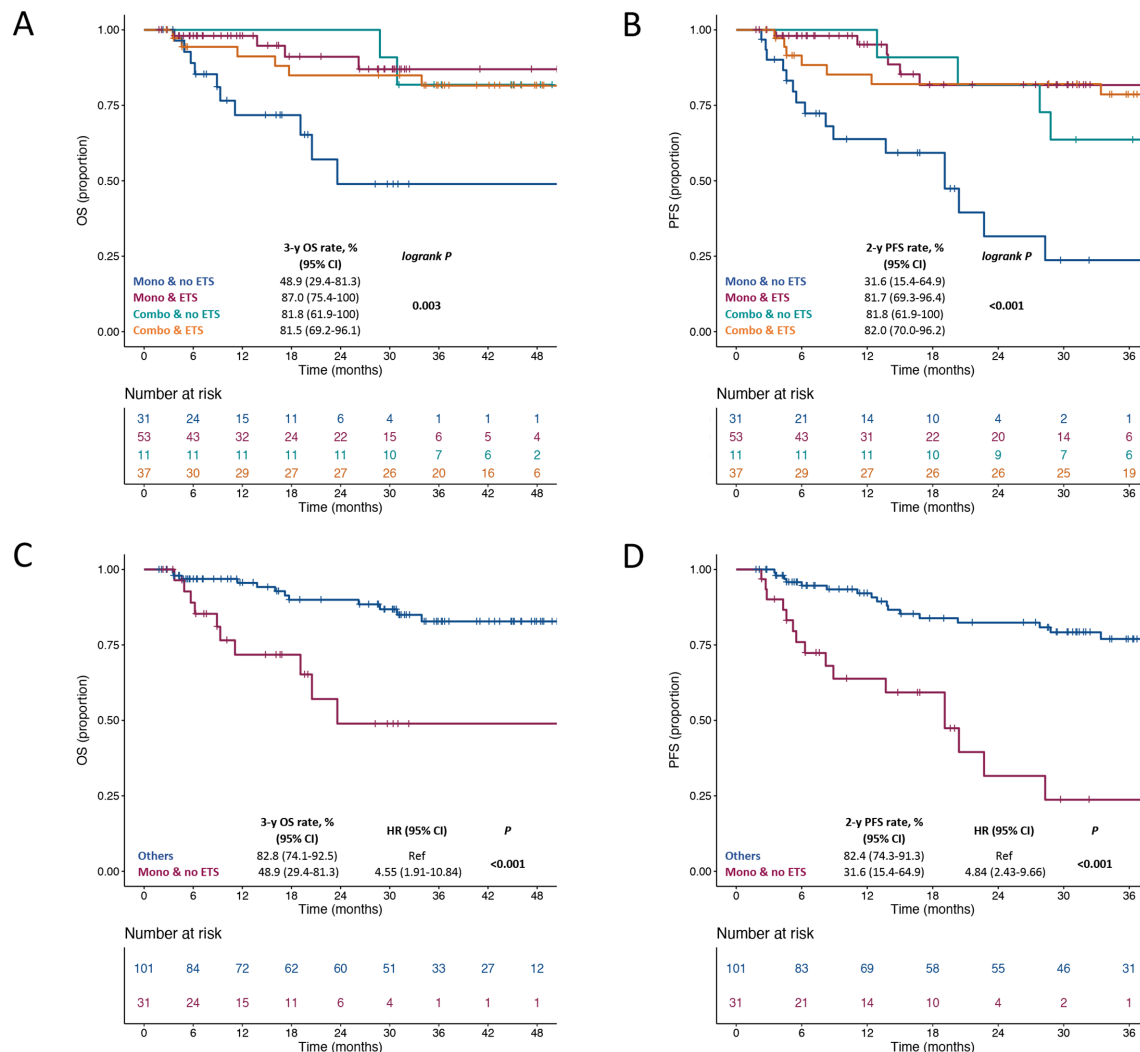 A
OS (proportion)
1.00
0.75
0.50
0.25
0.00
3-y OS rate, %
(95% CI)
logrank P
Mono & no ETS 48.9 (29.4-81.3)
Mono & ETS 87.0 (75.4-100)
0.003
Combo & no ETS 81.8 (61.9-100)
Combo & ETS 81.5 (69.2-96.1)
0 6 12 18 24 30 36 42 48
Time (months)
Number at risk
31 24 15 11 6 4 1 1 1
53 43 32 24 22 15 6 5 4
11 11 11 11 11 10 7 6 2
37 30 29 27 27 26 20 16 6
0 6 12 18 24 30 36 42 48
Time (months)
B
PFS (proportion)
1.00
0.75
0.50
0.25
0.00
2-y PFS rate, %
(95% CI)
logrank P
Mono & no ETS 31.6 (15.4-64.9)
Mono & ETS 81.7 (69.3-96.4)
<0.001
Combo & no ETS 81.8 (61.9-100)
Combo & ETS 82.0 (70.0-96.2)
0 6 12 18 24 30 36
Time (months)
Number at risk
31 21 14 10 4 2 1
53 43 31 22 20 14 6
11 11 11 10 9 7 6
37 29 27 26 26 25 19
0 6 12 18 24 30 36
Time (months)
C
OS (proportion)
1.00
0.75
0.50
0.25
0.00
3-y OS rate, %
(95% CI)
HR (95% CI)
P
Others 82.8 (74.1-92.5) Ref
<0.001
Mono & no ETS 48.9 (29.4-81.3) 4.55 (1.91-10.84)
0 6 12 18 24 30 36 42 48
Time (months)
Number at risk
101 84 72 62 60 51 33 27 12
31 24 15 11 6 4 1 1 1
0 6 12 18 24 30 36 42 48
Time (months)
D
PFS (proportion)
1.00
0.75
0.50
0.25
0.00
2-y PFS rate, %
(95% CI)
HR (95% CI)
P
Others 82.4 (74.3-91.3) Ref
<0.001
Mono & no ETS 31.6 (15.4-64.9) 4.84 (2.43-9.66)
0 6 12 18 24 30 36
Time (months)
Number at risk
101 83 69 58 55 46 31
31 21 14 10 4 2 1
0 6 12 18 24 30 36
Time (months)